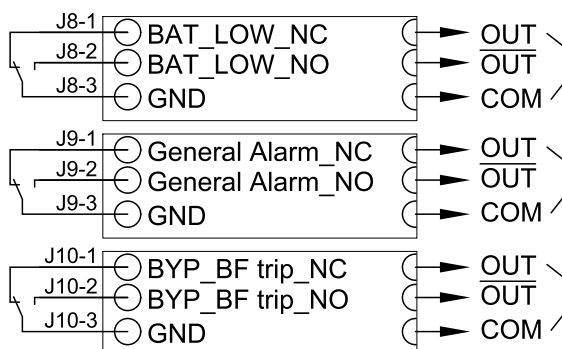 J8-1 BAT_LOW_NC OUT
J8-2 BAT_LOW_NO OUT
J8-3 GND COM
J9-1 General Alarm_NC OUT
J9-2 General Alarm_NO OUT
J9-3 GND COM
J10-1 BYP_BF trip_NC OUT
J10-2 BYP_BF trip_NO OUT
J10-3 GND COM